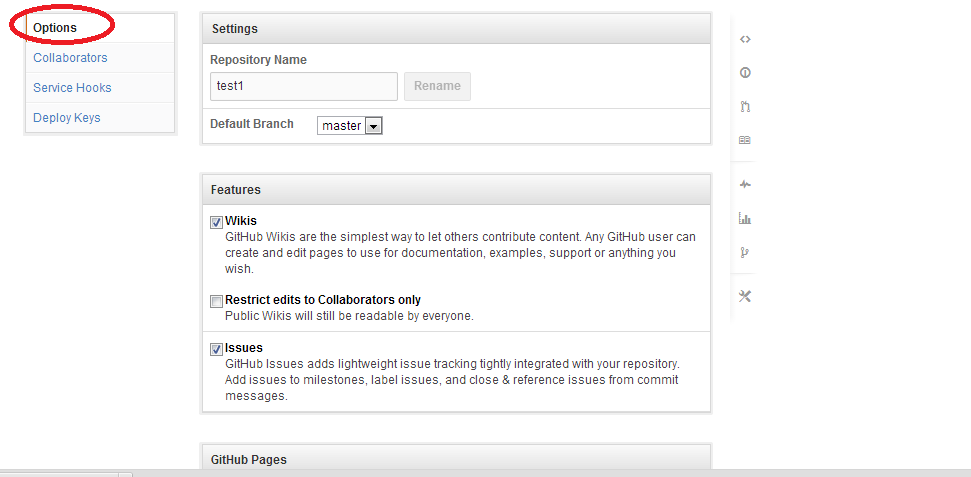 Options
Collaborators
Service Hooks
Deploy Keys
Settings
Repository Name
test1
Rename
Default Branch
master
Features
Wikis
GitHub Wikis are the simplest way to let others contribute content. Any GitHub user can
create and edit pages to use for documentation, examples, support or anything you
wish.
Restrict edits to Collaborators only
Public Wikis will still be readable by everyone.
Issues
GitHub Issues adds lightweight issue tracking tightly integrated with your repository.
Add issues to milestones, label issues, and close & reference issues from commit
messages.
GitHub Pages